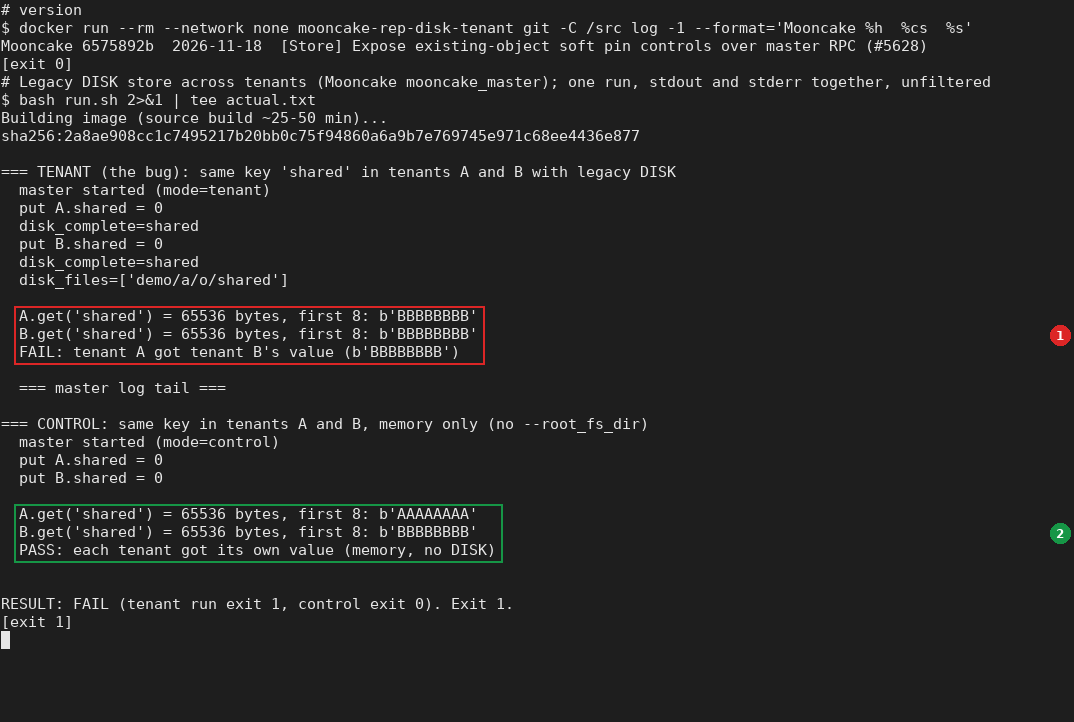 # version
$ docker run --rm --network none mooncake-rep-disk-tenant git -C /src log -1 --format='Mooncake %h  %cs  %s'
Mooncake 6575892b  2026-11-18  [Store] Expose existing-object soft pin controls over master RPC (#5628)
[exit 0]
# Legacy DISK store across tenants (Mooncake mooncake_master); one run, stdout and stderr together, unfiltered
$ bash run.sh 2>&1 | tee actual.txt
Building image (source build ~25-50 min)...
sha256:2a8ae908cc1c7495217b20bb0c75f94860a6a9b7e769745e971c68ee4436e877

=== TENANT (the bug): same key 'shared' in tenants A and B with legacy DISK
  master started (mode=tenant)
  put A.shared = 0
  disk_complete=shared
  put B.shared = 0
  disk_complete=shared
  disk_files=['demo/a/o/shared']

  A.get('shared') = 65536 bytes, first 8: b'BBBBBBBB'
  B.get('shared') = 65536 bytes, first 8: b'BBBBBBBB'
1
  FAIL: tenant A got tenant B's value (b'BBBBBBBB')

  === master log tail ===

=== CONTROL: same key in tenants A and B, memory only (no --root_fs_dir)
  master started (mode=control)
  put A.shared = 0
  put B.shared = 0

  A.get('shared') = 65536 bytes, first 8: b'AAAAAAAA'
  B.get('shared') = 65536 bytes, first 8: b'BBBBBBBB'
2
  PASS: each tenant got its own value (memory, no DISK)

RESULT: FAIL (tenant run exit 1, control exit 0). Exit 1.
[exit 1]